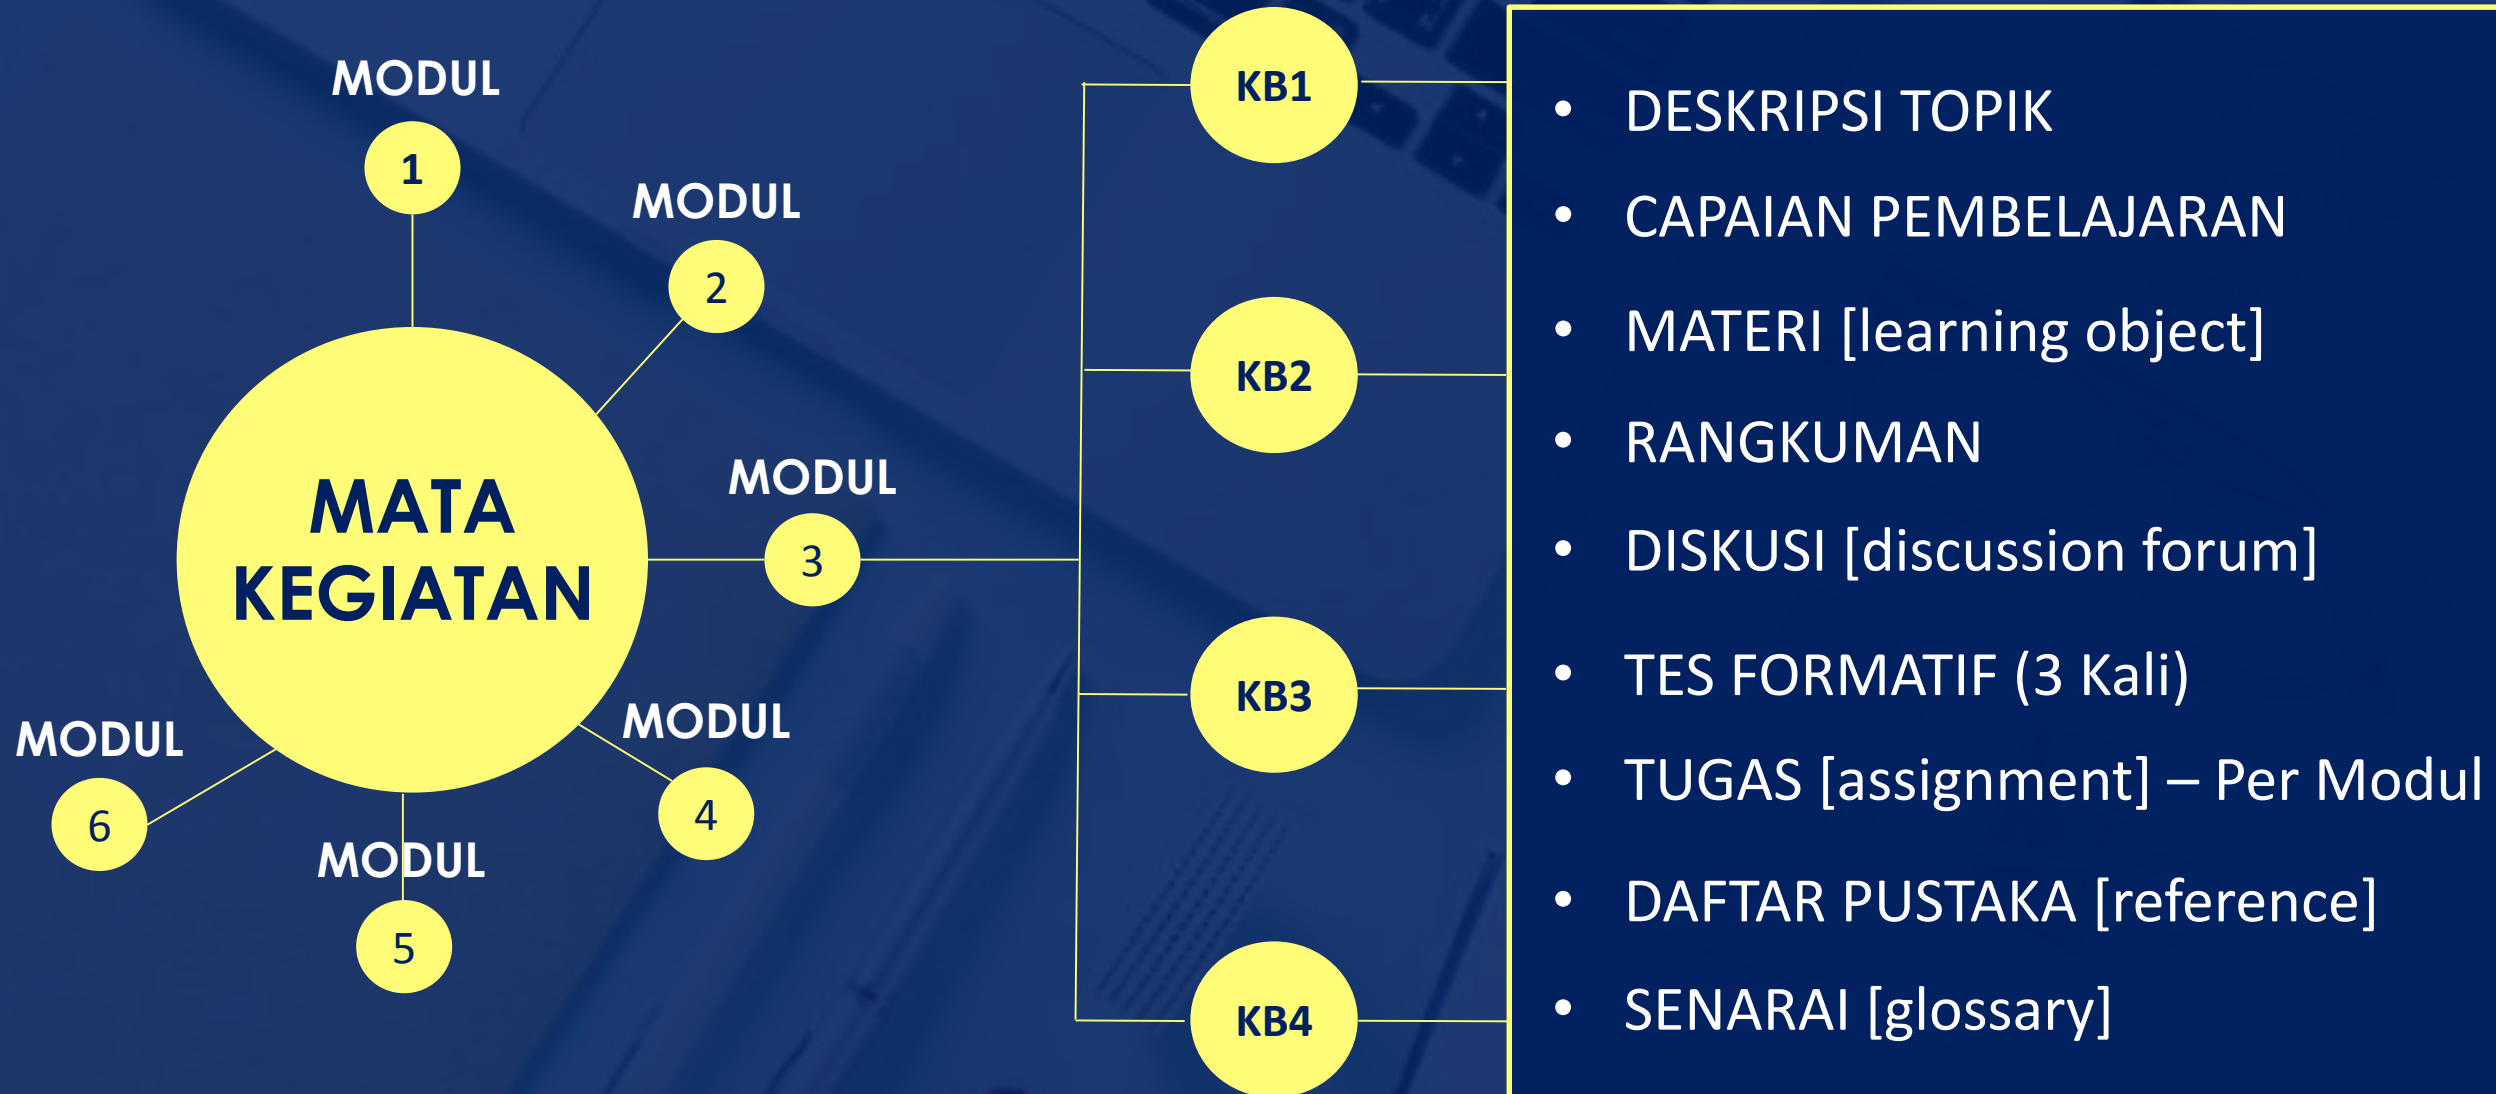 MODUL
1
MODUL
2
MODUL
3
MATA
KEGIATAN
MODUL
4
MODUL
5
MODUL
6
KB1
KB2
KB3
KB4
• DESKRIPSI TOPIK
• CAPAIAN PEMBELAJARAN
• MATERI [learning object]
• RANGKUMAN
• DISKUSI [discussion forum]
• TES FORMATIF (3 Kali)
• TUGAS [assignment] – Per Modul
• DAFTAR PUSTAKA [reference]
• SENARAI [glossary]